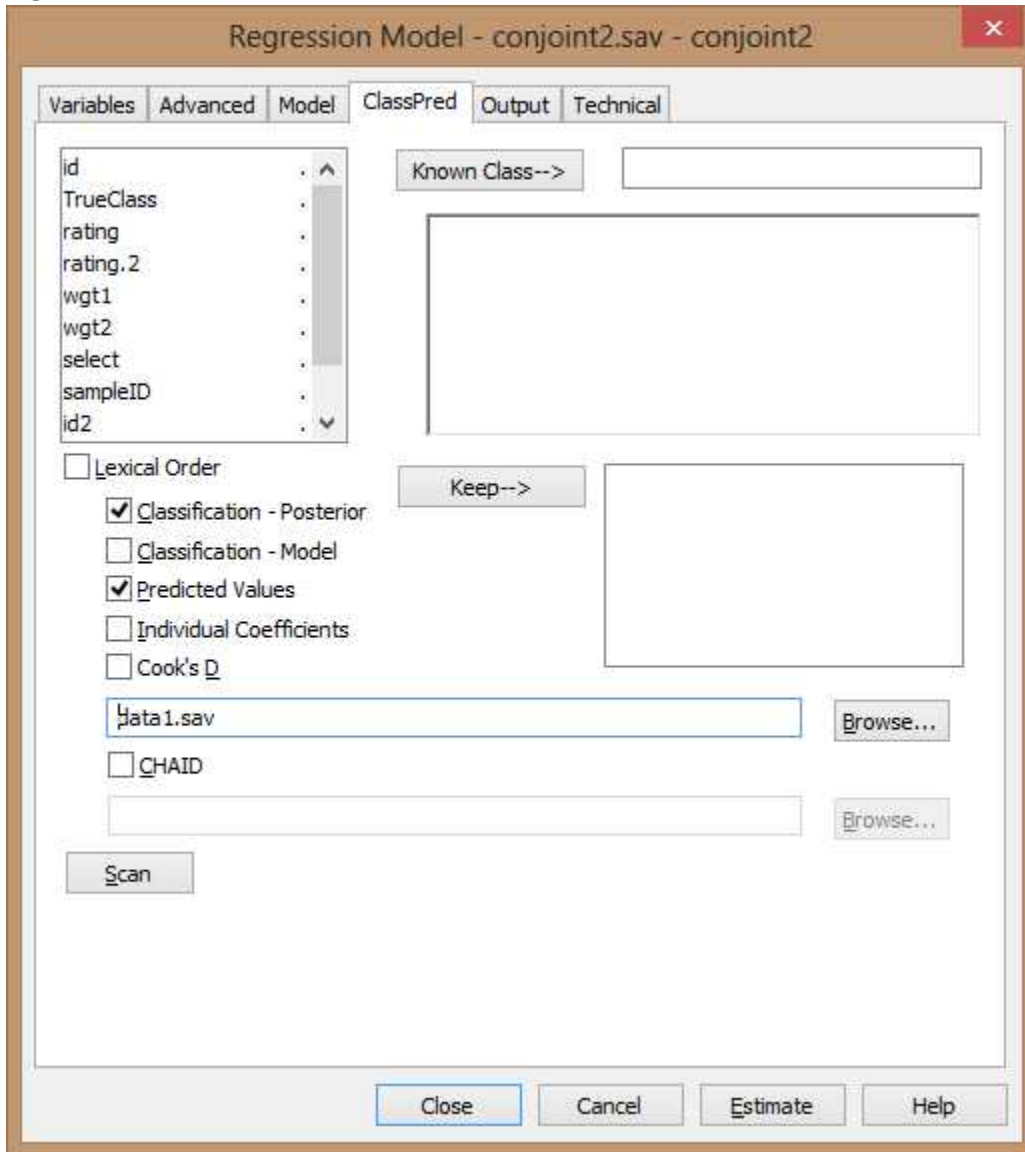 Regression Model - conjoint2.sav - conjoint2
Variables Advanced Model ClassPred Output Technical
id .
TrueClass .
rating .
rating.2 .
wgt1 .
wgt2 .
select .
sampleID .
id2 .
Known Class-->
Lexical Order
Keep-->
Classification - Posterior
Classification - Model
Predicted Values
Individual Coefficients
Cook's D
data1.sav
Browse...
CHAID
Browse...
Scan
Close Cancel Estimate Help